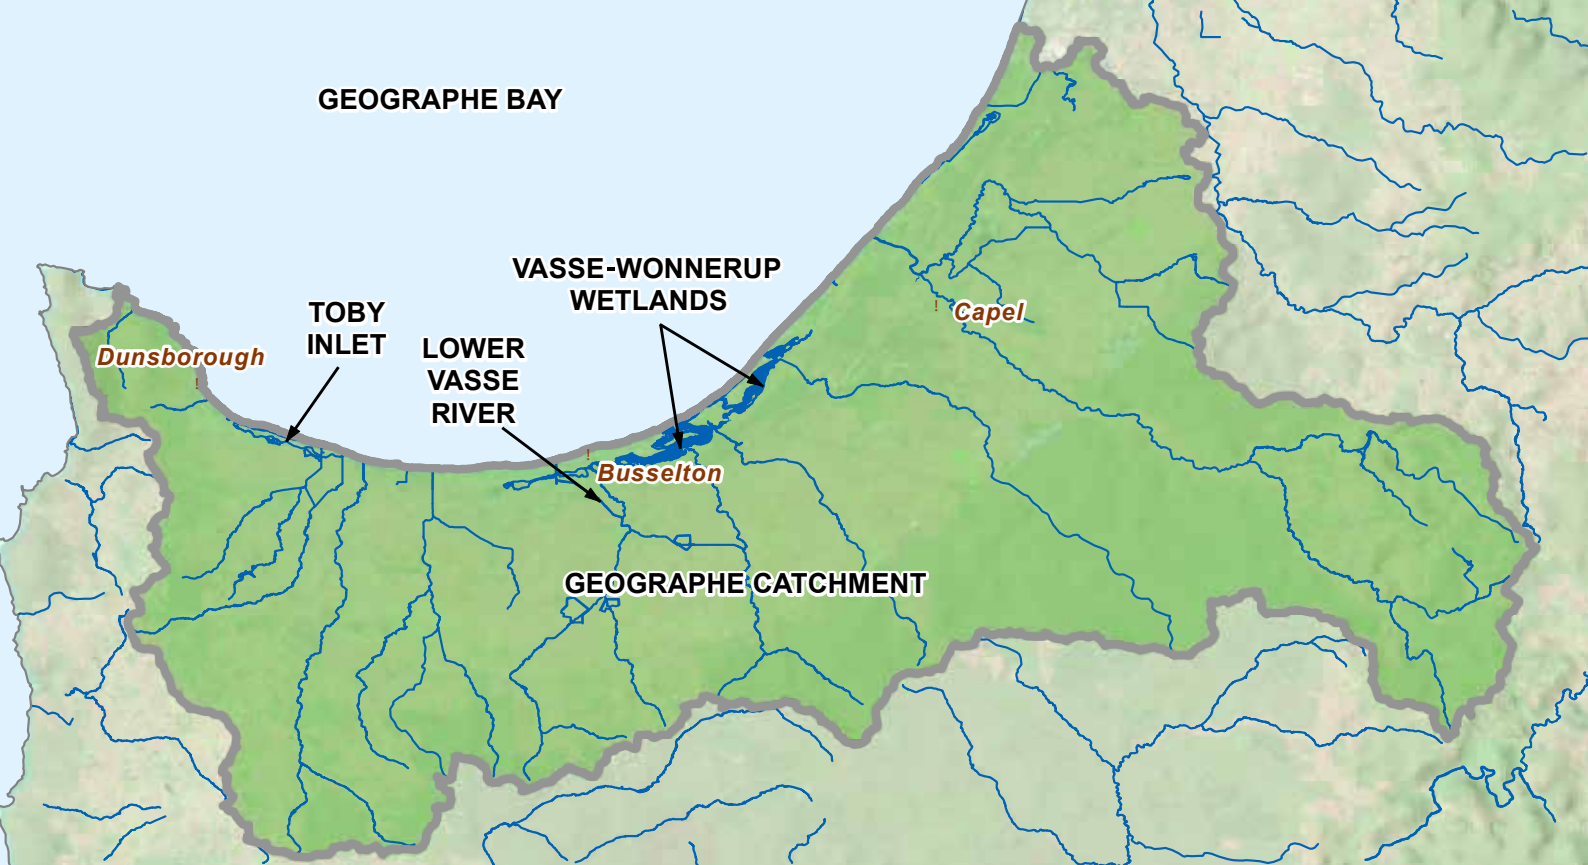 GEOGRAPHE BAY
VASSE-WONNERUP
WETLANDS
TOBY
INLET
LOWER
VASSE
RIVER
Capel
Dunsborough
Busselton
GEOGRAPHE CATCHMENT